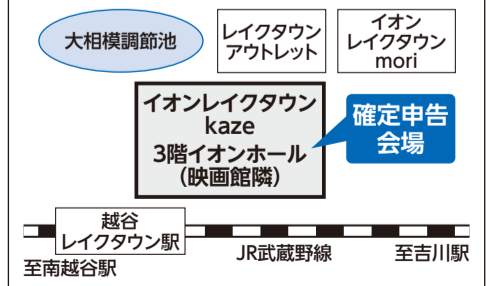 大相模調節池
レイクタウン
アウトレット
イオン
レイクタウン
mori
イオンレイクタウン
kaze
3階イオンホール
(映画館隣)
確定申告
会場
越谷
レイクタウン駅
至南越谷駅
JR武蔵野線
至吉川駅